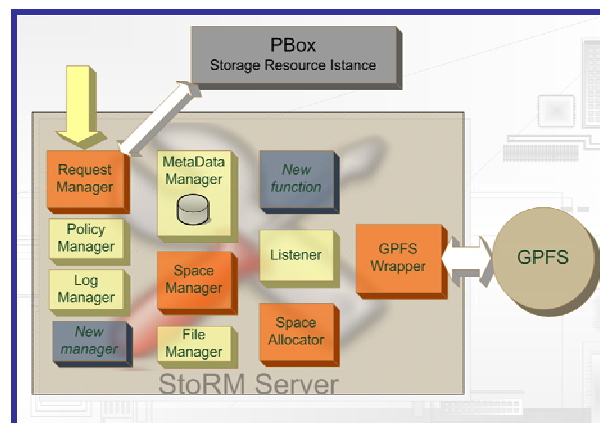 PBox
Storage Resource Istance
Request
Manager
MetaData
Manager
New
function
Policy
Manager
Listener
GPFS
Wrapper
GPFS
Log
Manager
Space
Manager
New
manager
File
Manager
Space
Allocator
StoRM Server